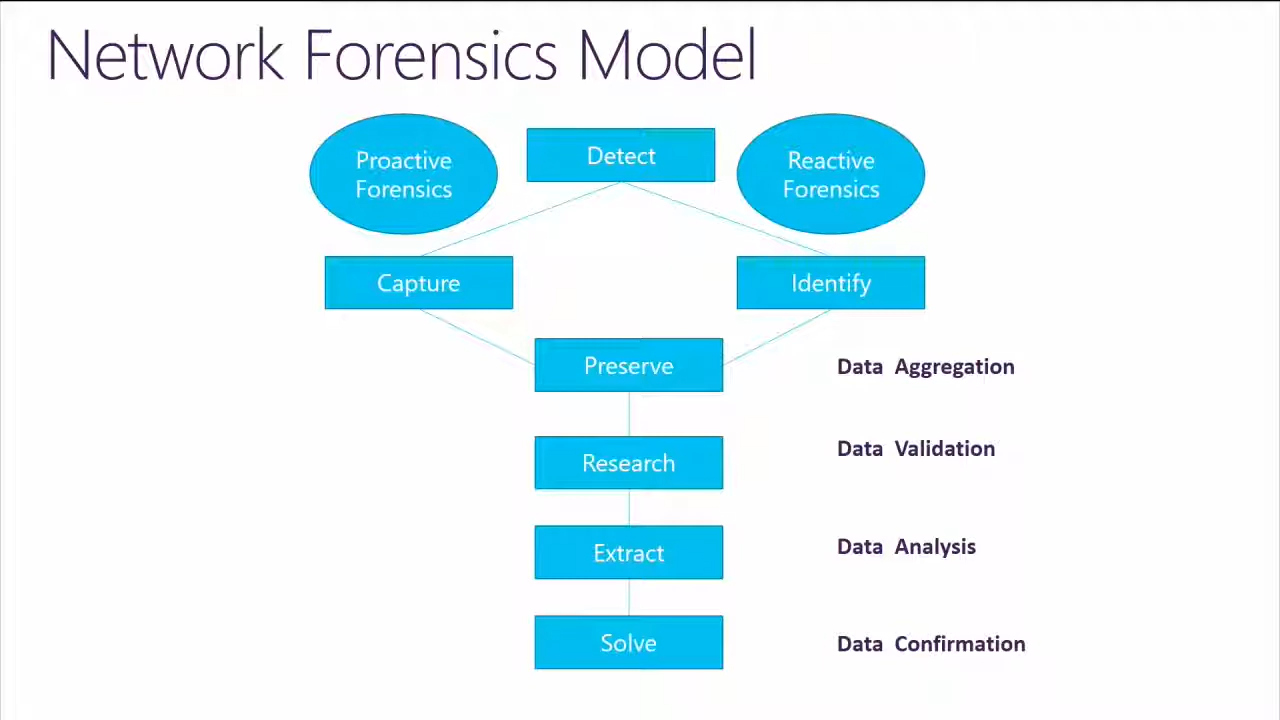 Network Forensics Model
Proactive
Forensics
Detect
Reactive
Forensics
Capture
Identify
Preserve
Data Aggregation
Research
Data Validation
Extract
Data Analysis
Solve
Data Confirmation